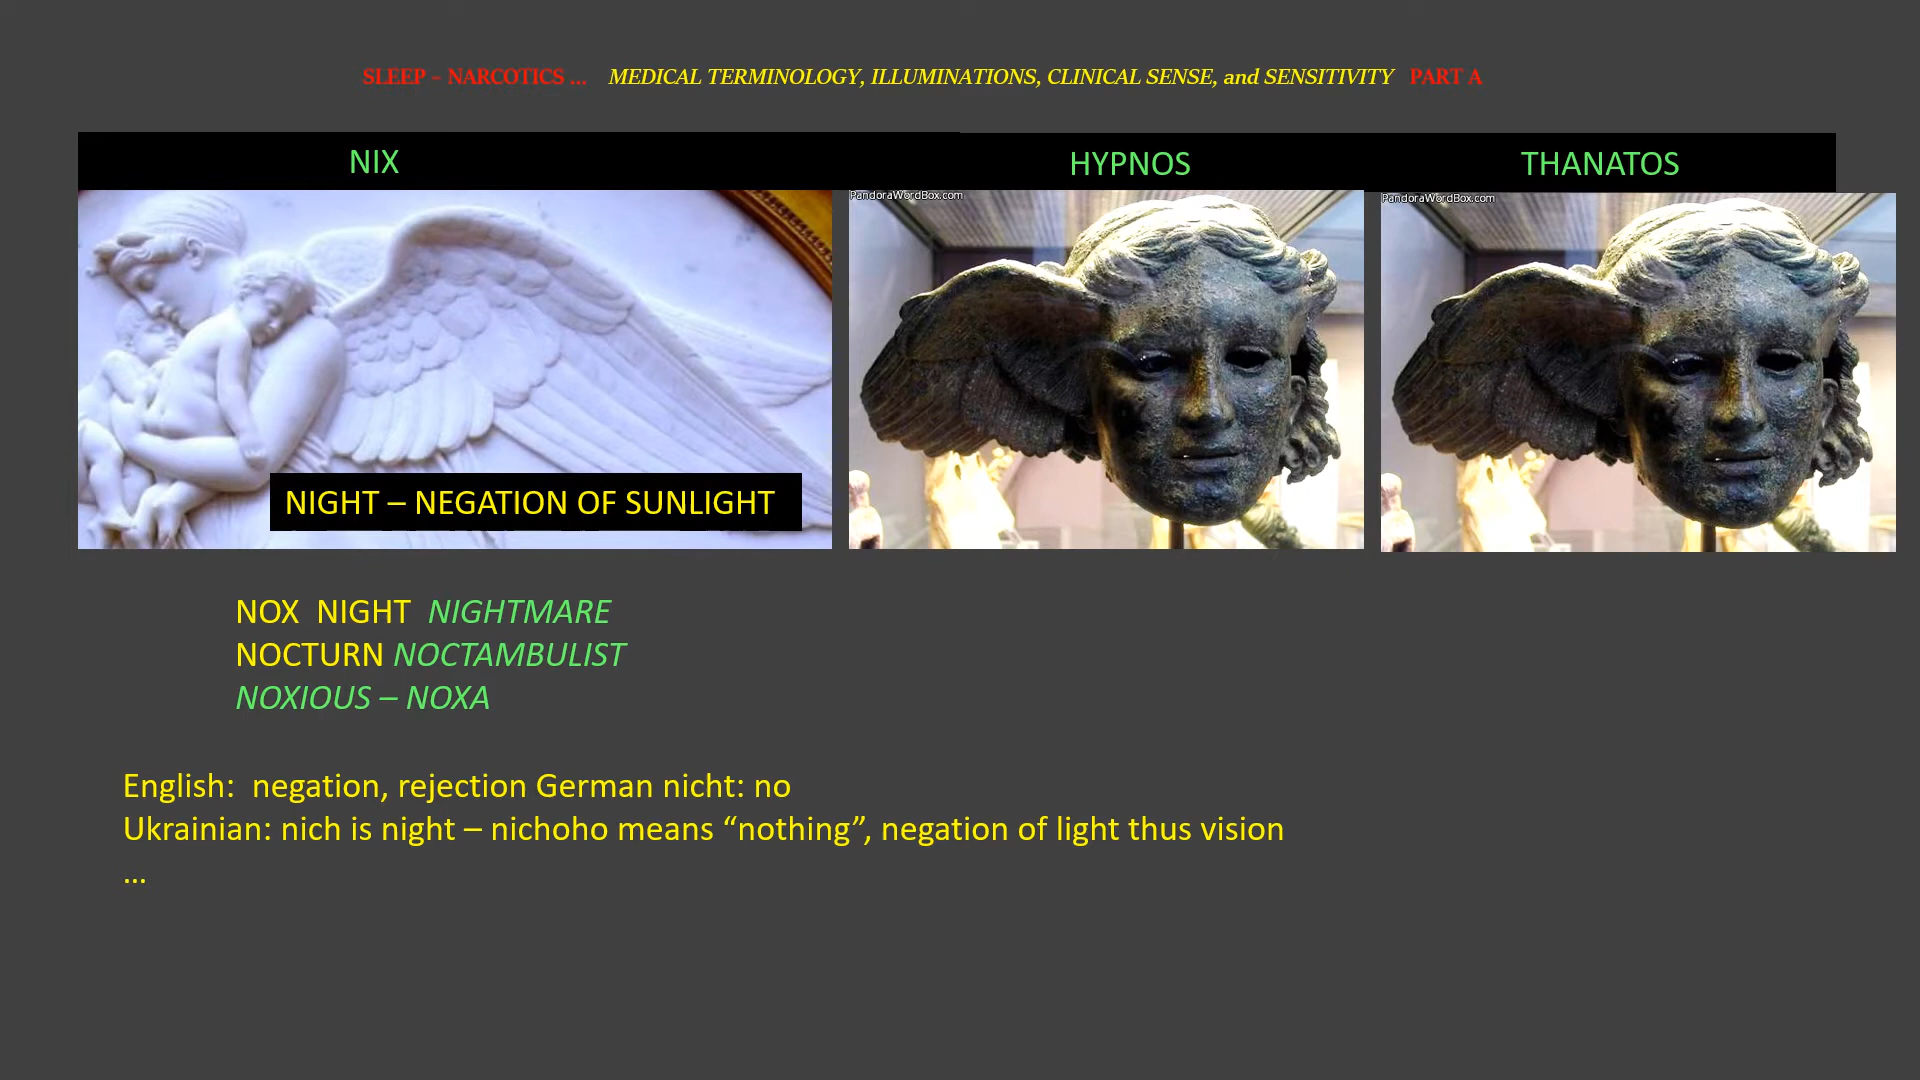 SLEEP – NARCOTICS ... MEDICAL TERMINOLOGY, ILLUMINATIONS, CLINICAL SENSE, and SENSITIVITY PART A
NIX
HYPNOS
THANATOS
PandoraWordBox.com
PandoraWordBox.com
NIGHT – NEGATION OF SUNLIGHT
NOX NIGHT NIGHTMARE
NOCTURN NOCTAMBULIST
NOXIOUS – NOXA
English: negation, rejection German nicht: no
Ukrainian: nich is night – nichoho means “nothing”, negation of light thus vision
...